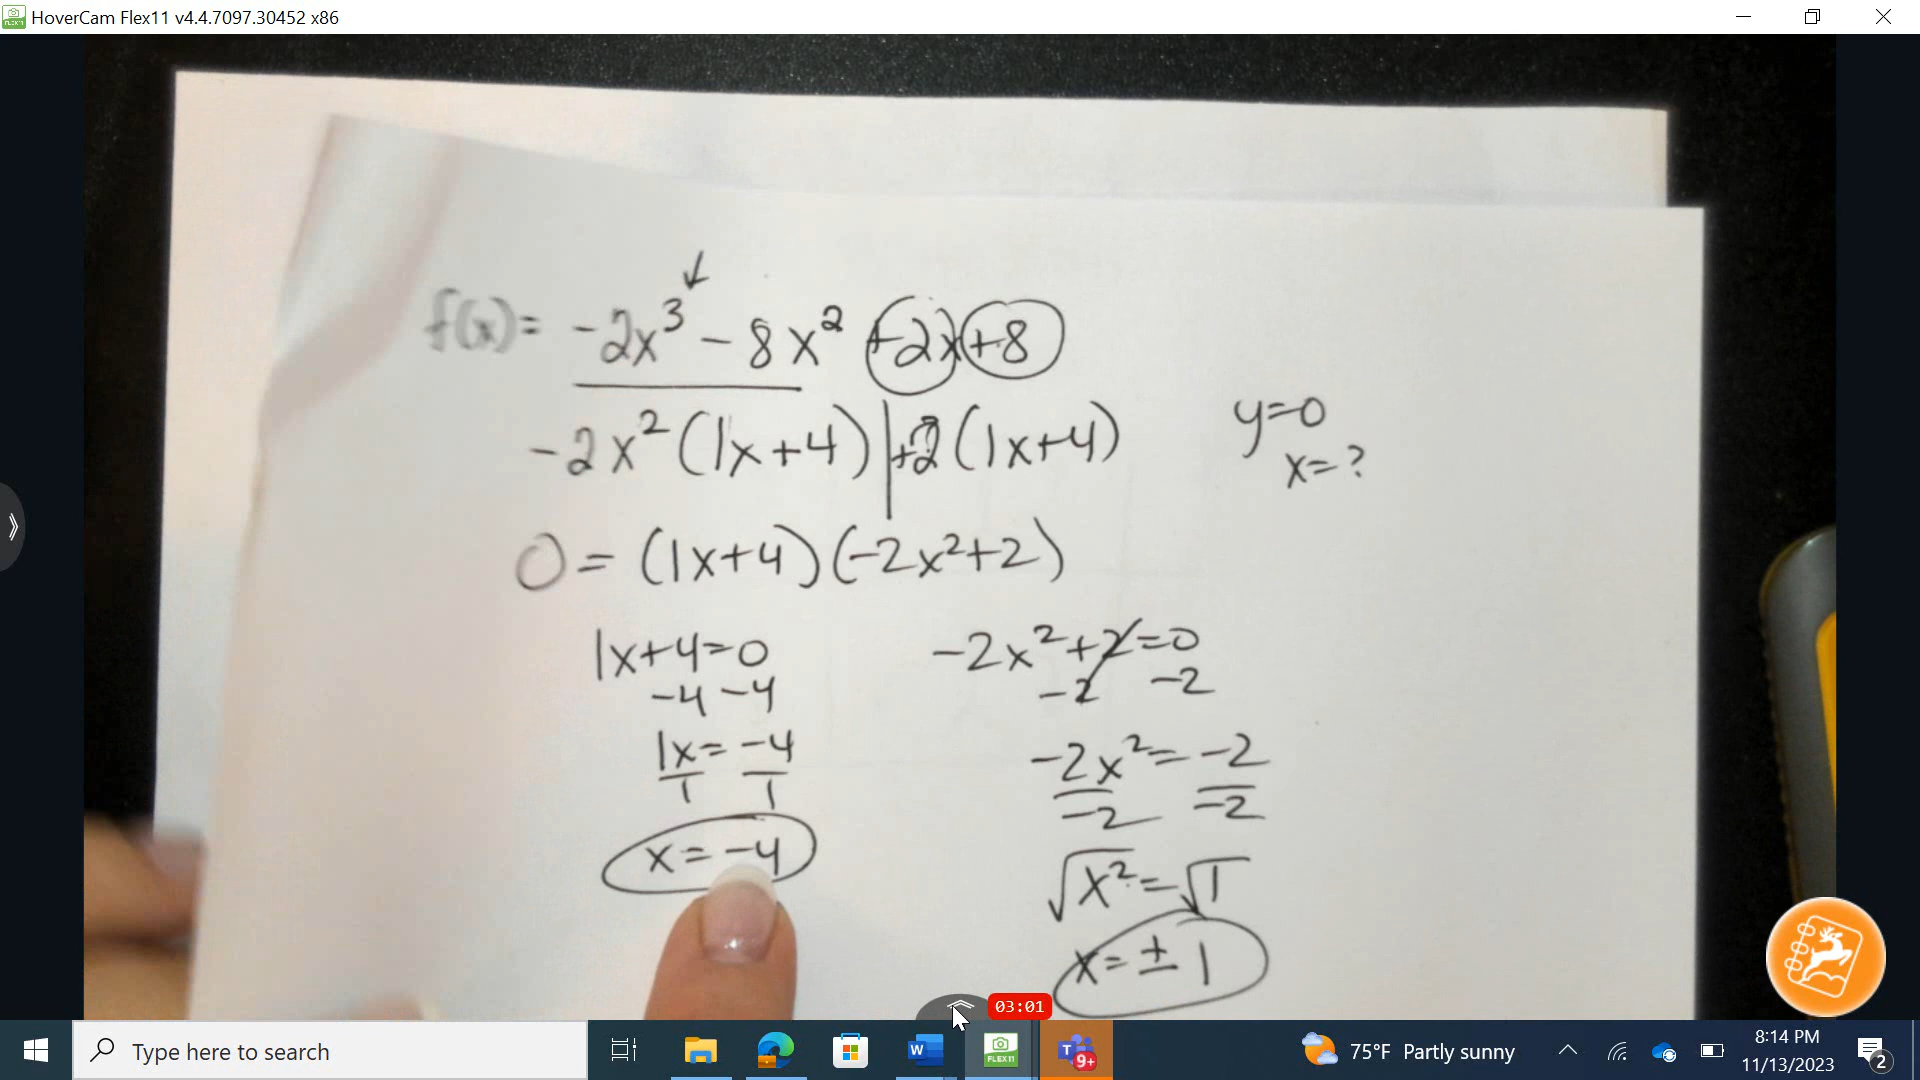 HoverCam Flex11 v4.4.7097.30452 x86
f(x)= -2x³ - 8x² +2x +8
-2x²(1x+4) | +2(1x+4)
y=0
x=?
0 = (1x+4)(-2x²+2)
1x+4=0
-4 -4
1x = -4
1 1
x = -4
-2x²+2=0
-2 -2
-2x² = -2
-2 -2
√x² = √1
x = ± 1
03:01
Type here to search
W
FLEX11
T
9+
75°F Partly sunny
8:14 PM
11/13/2023
2